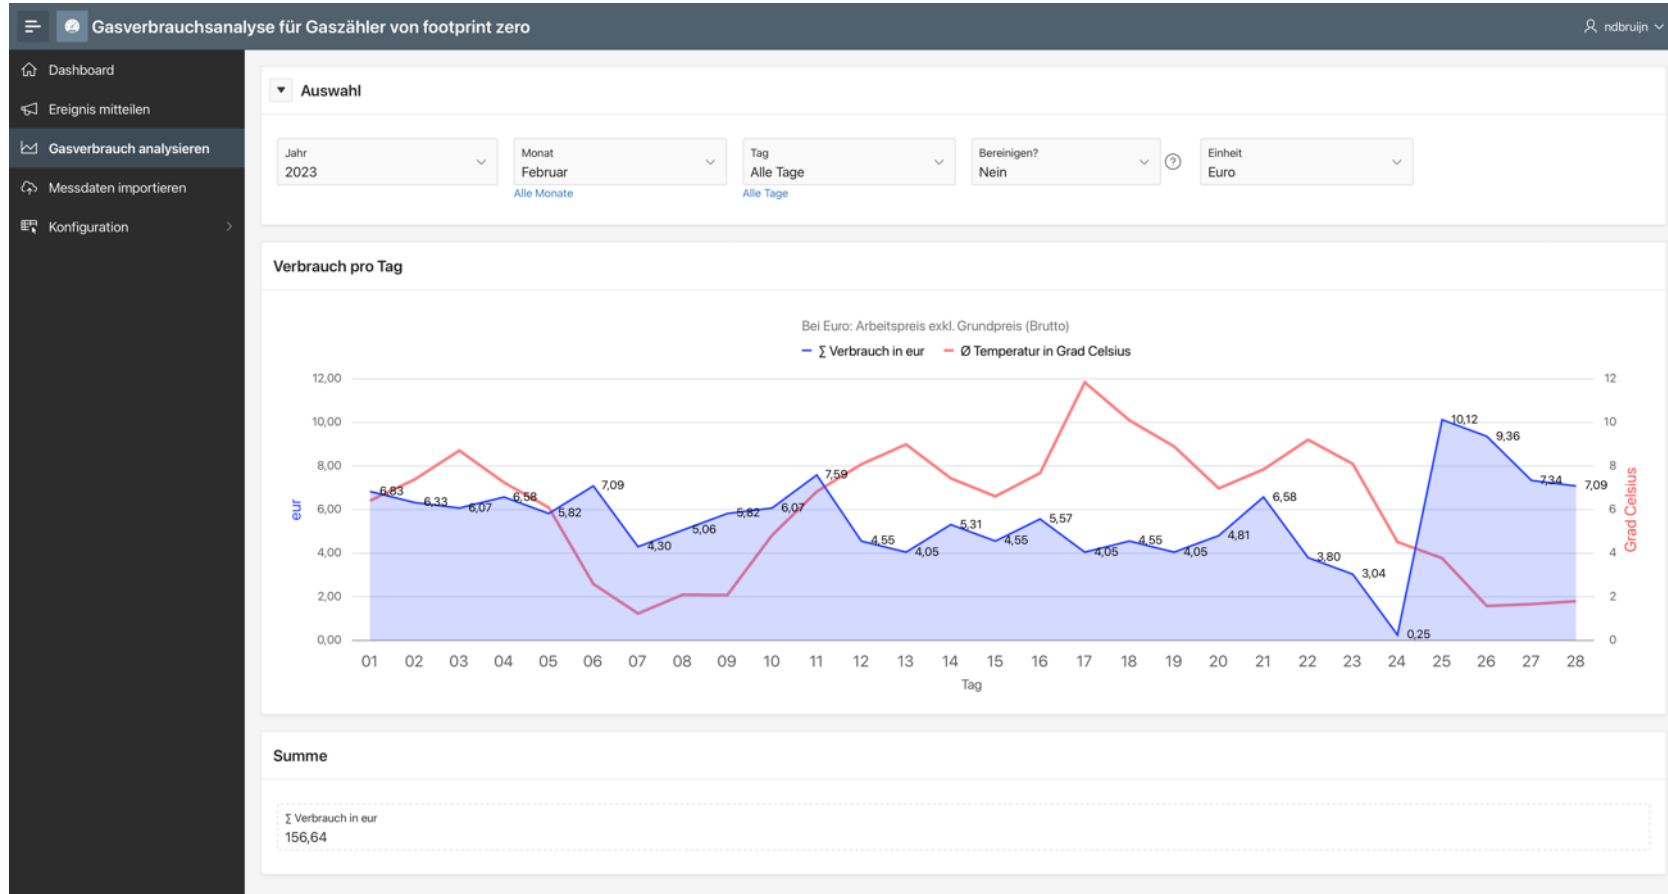 Gasverbrauchsanalyse für Gaszähler von footprint zero
ndbruijn
Dashboard
Ereignis mitteilen
Gasverbrauch analysieren
Messdaten importieren
Konfiguration
Auswahl
Jahr
2023
Monat
Februar
Alle Monate
Tag
Alle Tage
Alle Tage
Bereinigen?
Nein
?
Einheit
Euro
Verbrauch pro Tag
Bei Euro: Arbeitspreis exkl. Grundpreis (Brutto)
∑ Verbrauch in eur
Ø Temperatur in Grad Celsius
12,00
10,00
8,00
6,00
4,00
2,00
0,00
eur
6,83
6,33
6,07
6,58
5,82
7,09
4,30
5,06
5,82
6,07
7,59
4,55
4,05
5,31
4,55
5,57
4,05
4,55
4,05
4,81
6,58
3,80
3,04
0,25
10,12
9,36
7,34
7,09
12
10
8
6
4
2
0
Grad Celsius
01 02 03 04 05 06 07 08 09 10 11 12 13 14 15 16 17 18 19 20 21 22 23 24 25 26 27 28
Tag
Summe
∑ Verbrauch in eur
156,64